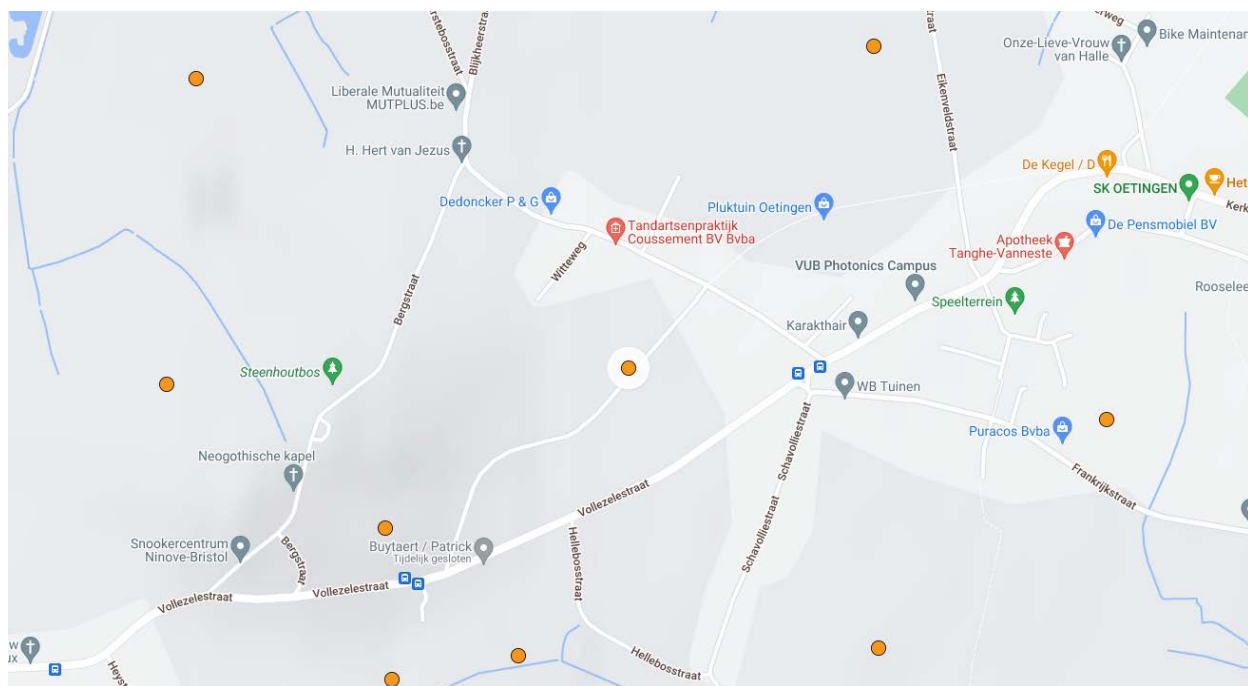 Blijkheerstraat
Onze-Lieve-Vrouw
van Halle
Bike Maintenan
Liberale Mutualiteit
MUTPLUS.be
Eikenveldstraat
H. Hert van Jezus
De Kegel / D
SK OETINGEN
Het
Kerk
Dedoncker P & G
Pluktuin Oetingen
Tandartsenpraktijk
Coussement BV Bvba
De Pensmobiel BV
Apotheek
Tanghe-Vanneste
Witteweg
VUB Photonics Campus
Bergstraat
Speelterrein
Karakthair
Steenhoutbos
WB Tuinen
Puracos Bvba
Schavolliestraat
Neogothische kapel
Frankrijkstraat
Vollezelestraat
Snookercentrum
Ninove-Bristol
Bergstraat
Buytaert / Patrick
Tijdelijk gesloten
Hellebosstraat
Schavolliestraat
Vollezelestraat
Vollezelestraat
Hellebosstraat